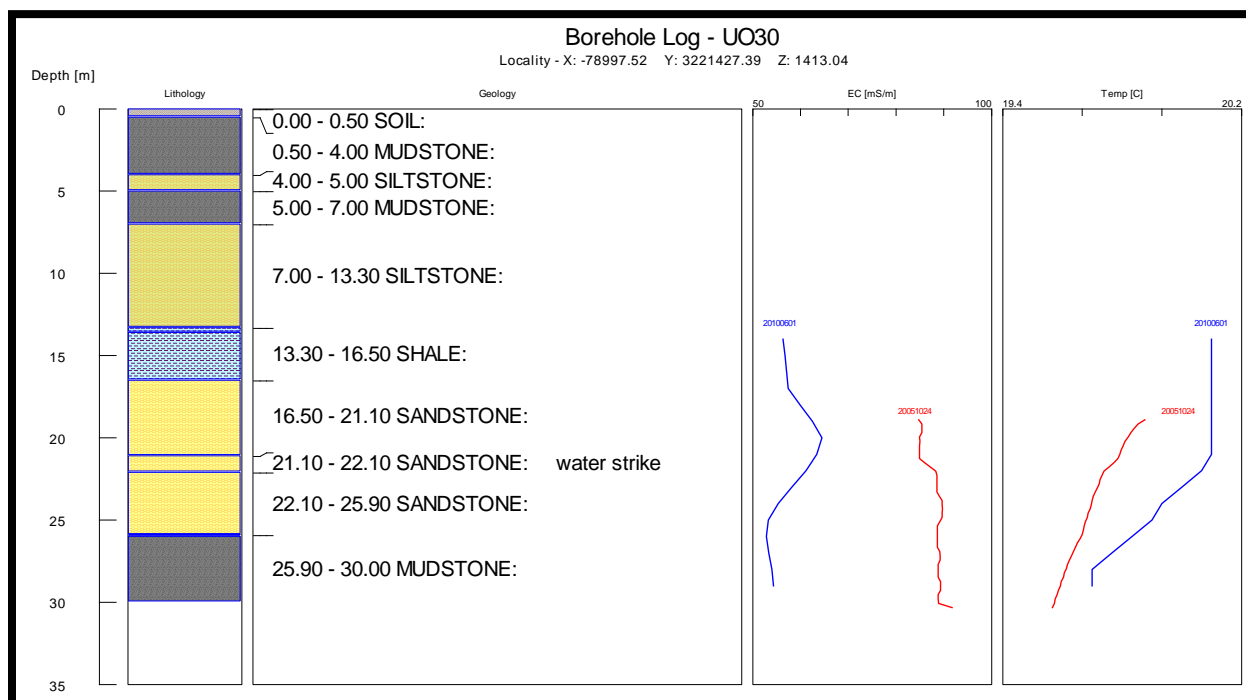 Borehole Log - UO30
Locality - X: -78997.52 Y: 3221427.39 Z: 1413.04
Depth [m]
Lithology Geology EC [mS/m] Temp [C]
50 100 19.4 20.2
0
0.00 - 0.50 SOIL:
0.50 - 4.00 MUDSTONE:
4.00 - 5.00 SILTSTONE:
5
5.00 - 7.00 MUDSTONE:
10
7.00 - 13.30 SILTSTONE:
20100601 20100601
15
13.30 - 16.50 SHALE:
16.50 - 21.10 SANDSTONE:
20051024 20051024
20
21.10 - 22.10 SANDSTONE: water strike
22.10 - 25.90 SANDSTONE:
25
25.90 - 30.00 MUDSTONE:
30
35